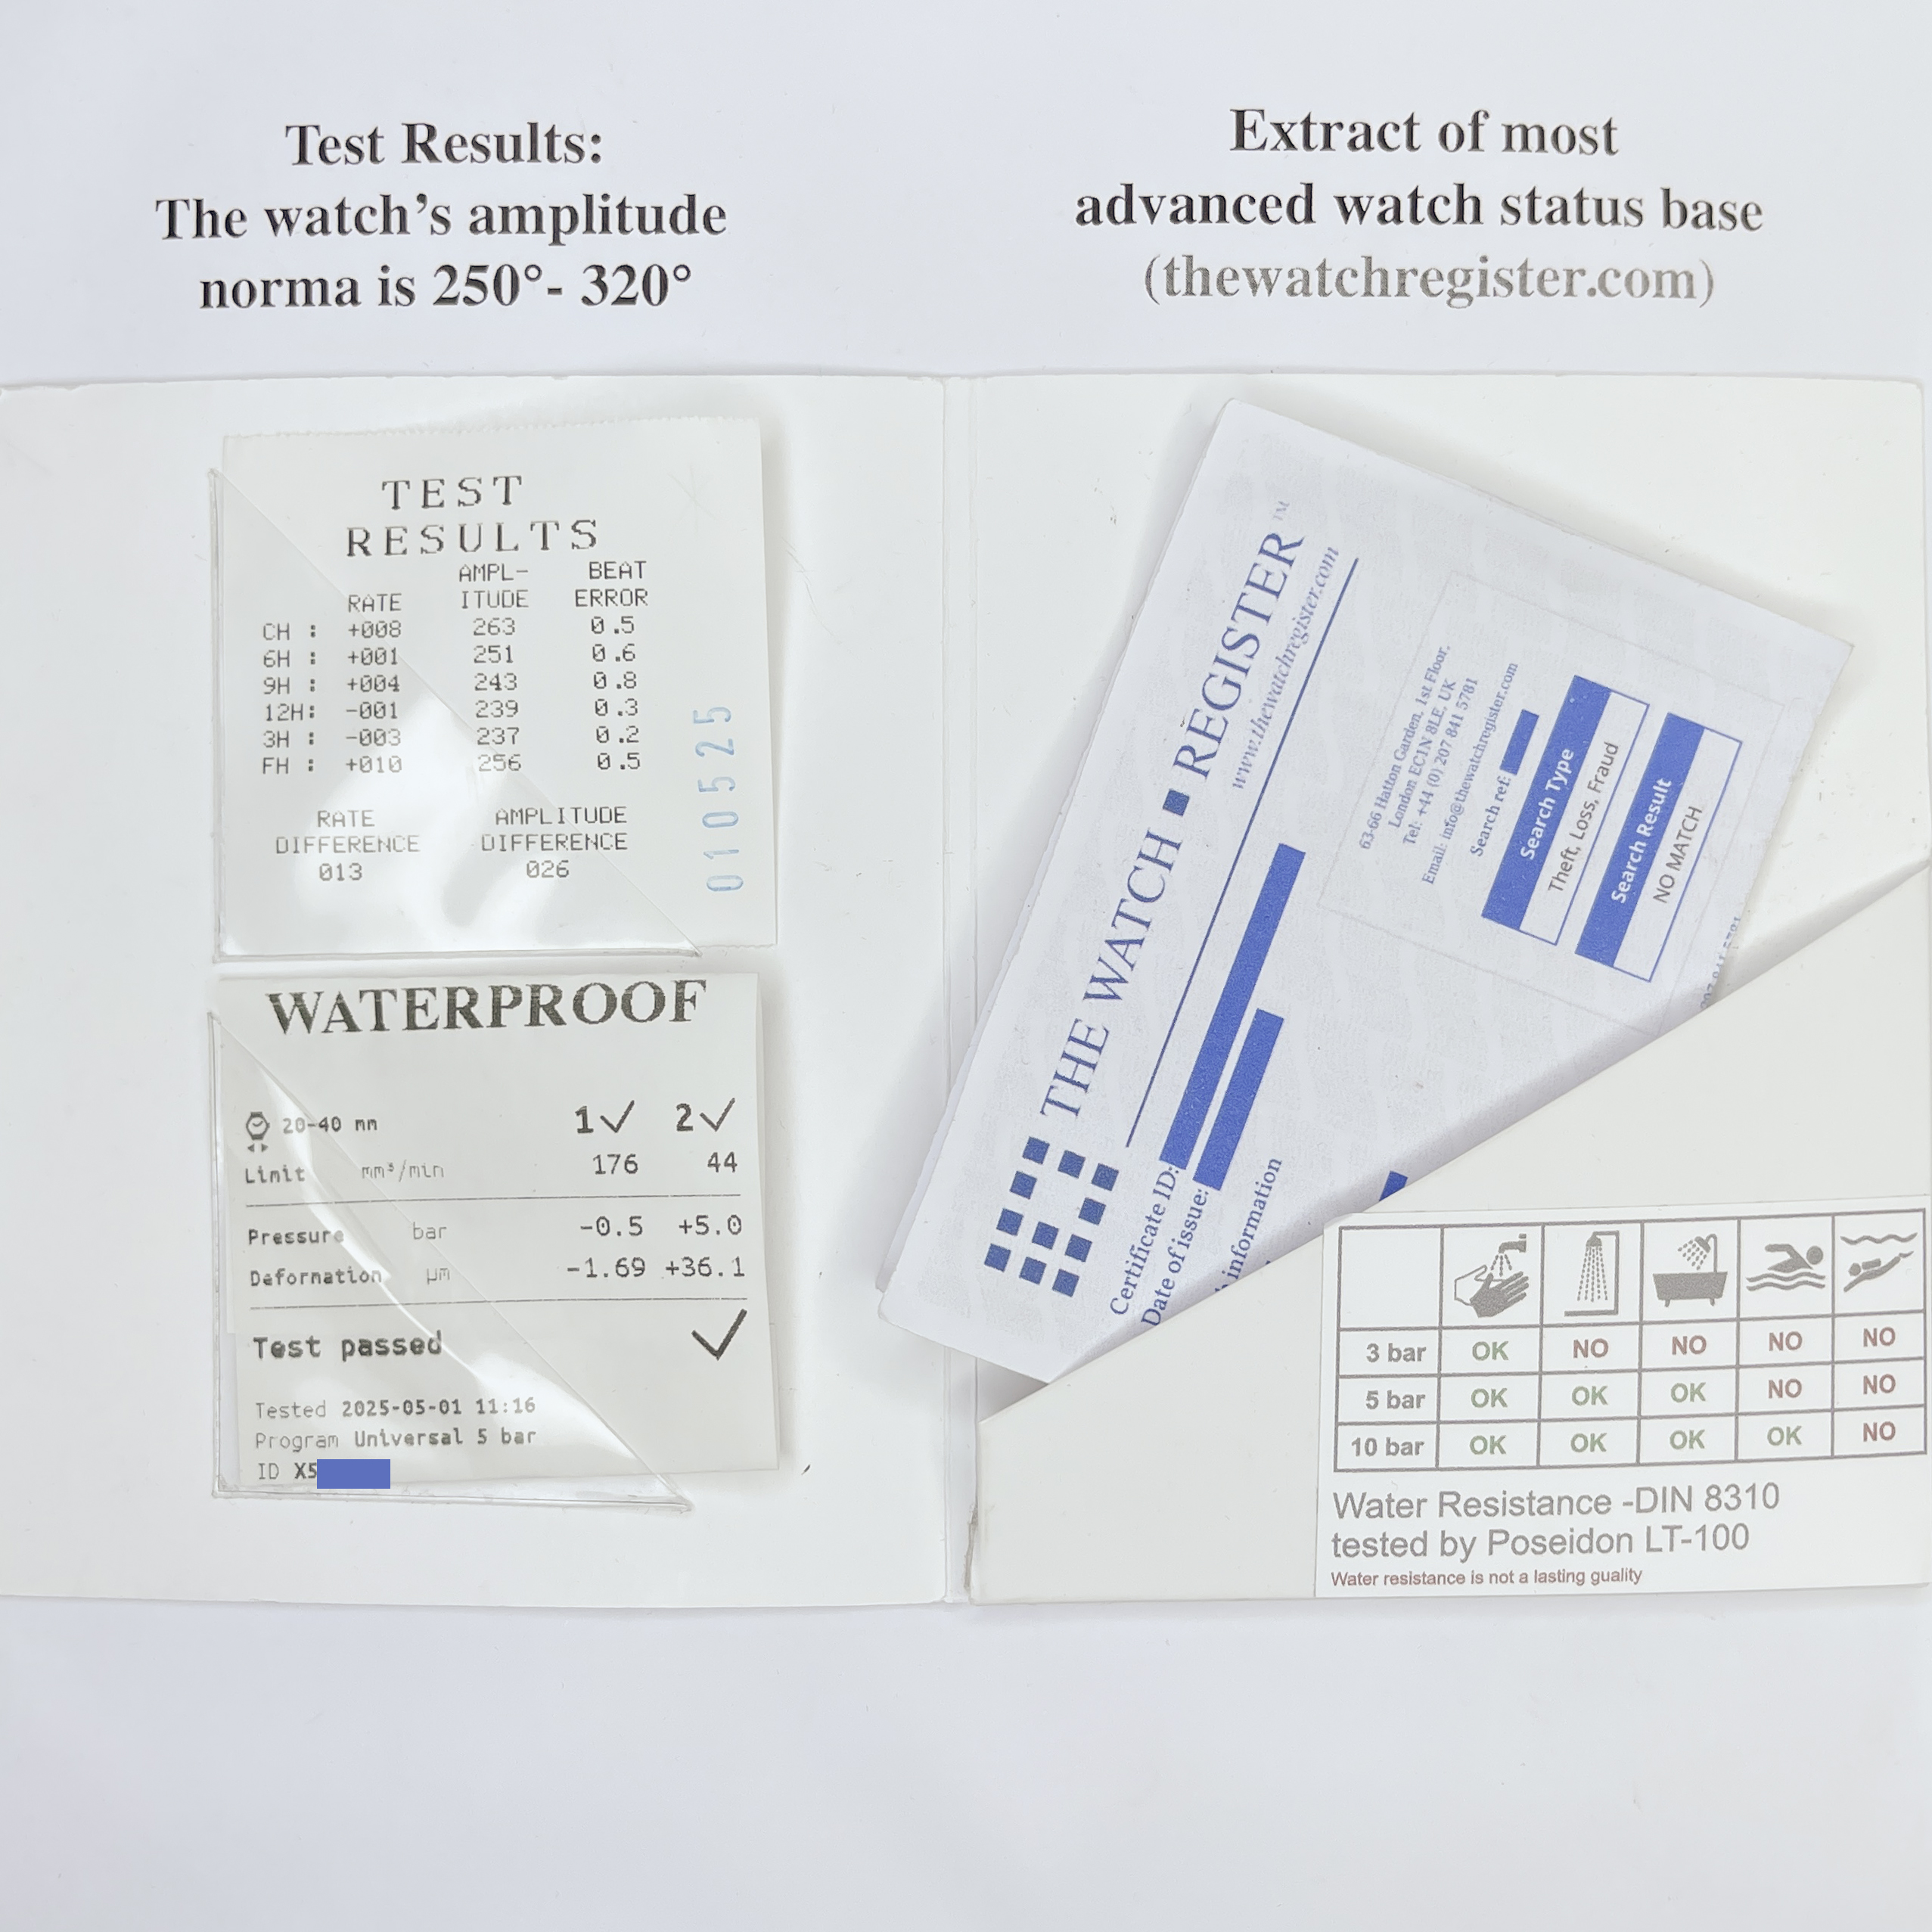 Test Results:
The watch's amplitude
norma is 250°- 320°
Extract of most
advanced watch status base
(thewatchregister.com)
TEST
RESULTS
AMPL- BEAT
RATE ITUDE ERROR
CH : +008 263 0.5
6H : +001 251 0.6
9H : +004 243 0.8
12H: -001 239 0.3
3H : -003 237 0.2
FH : +010 256 0.5
RATE AMPLITUDE
DIFFERENCE DIFFERENCE
013 026
010525
WATERPROOF
20-40 mm 1✓ 2✓
Limit mm³/min 176 44
Pressure bar -0.5 +5.0
Deformation µm -1.69 +36.1
Test passed ✓
Tested 2025-05-01 11:16
Program Universal 5 bar
ID X5
THE WATCH REGISTER™
www.thewatchregister.com
63-66 Hatton Garden, 1st Floor,
London EC1N 8LE, UK
Tel: +44 (0) 207 841 5781
Email: info@thewatchregister.com
Search ref:
Search Type
Theft, Loss, Fraud
Search Result
NO MATCH
Certificate ID:
Date of issue:
information
3 bar OK NO NO NO NO
5 bar OK OK OK NO NO
10 bar OK OK OK OK NO
Water Resistance -DIN 8310
tested by Poseidon LT-100
Water resistance is not a lasting guality